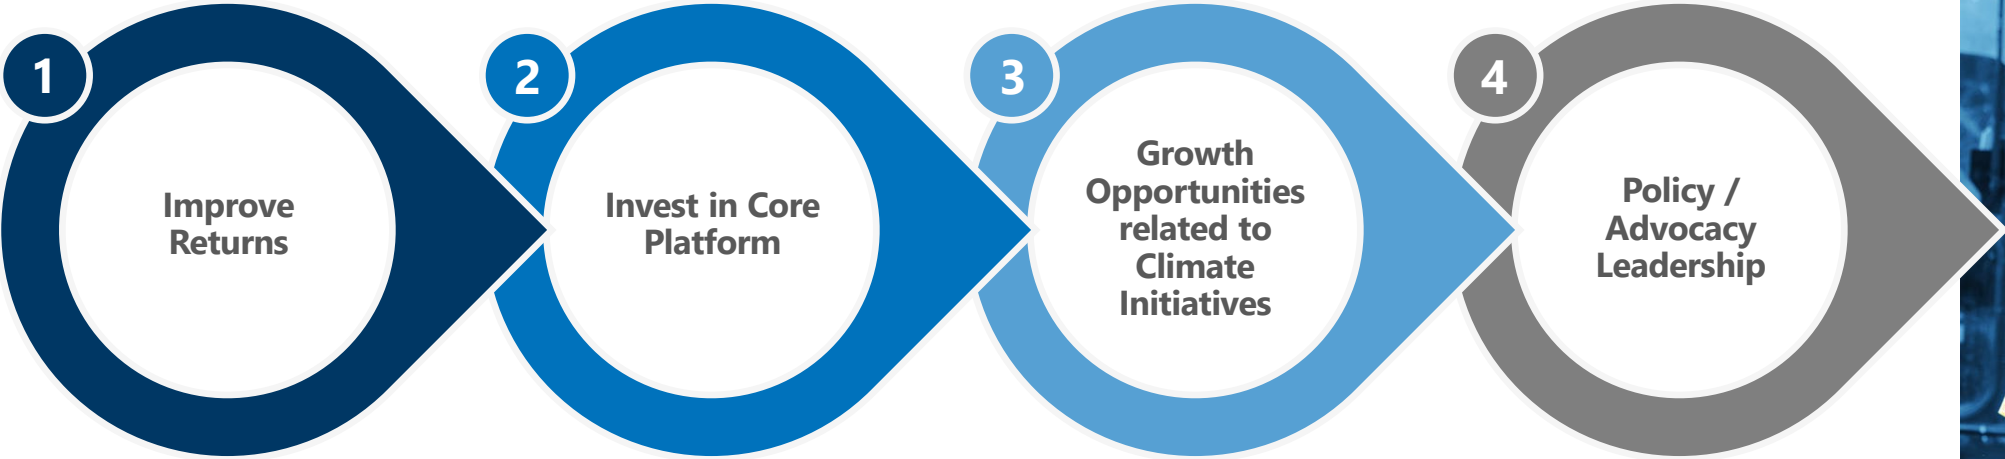 1
Improve
Returns
2
Invest in Core
Platform
3
Growth
Opportunities
related to
Climate
Initiatives
4
Policy /
Advocacy
Leadership